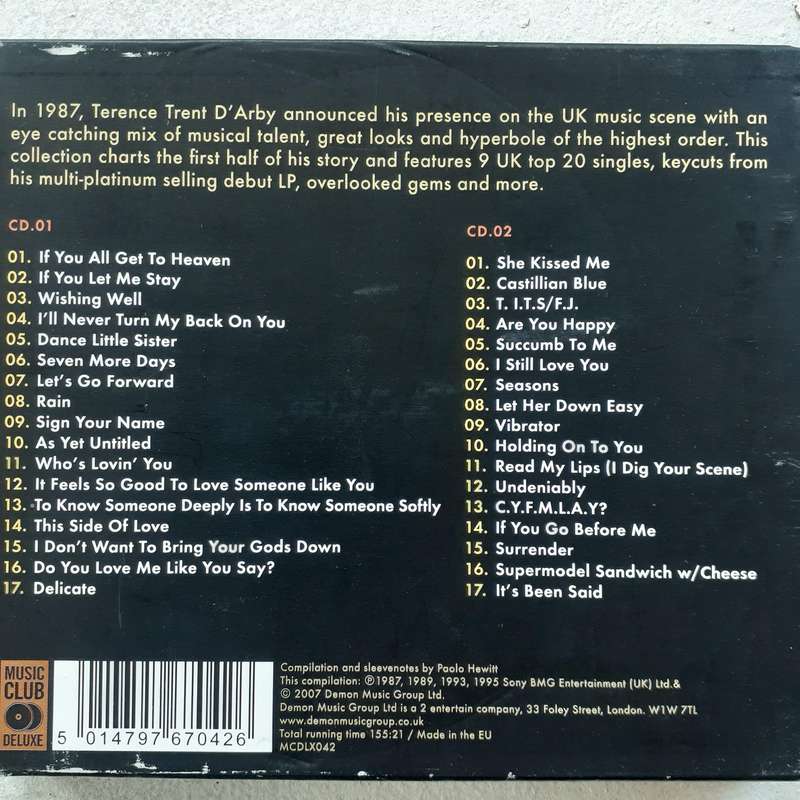 In 1987, Terence Trent D'Arby announced his presence on the UK music scene with an
eye catching mix of musical talent, great looks and hyperbole of the highest order. This
collection charts the first half of his story and features 9 UK top 20 singles, keycuts from
his multi-platinum selling debut LP, overlooked gems and more.
CD.01
01. If You All Get To Heaven
02. If You Let Me Stay
03. Wishing Well
04. I'll Never Turn My Back On You
05. Dance Little Sister
06. Seven More Days
07. Let's Go Forward
08. Rain
09. Sign Your Name
10. As Yet Untitled
11. Who's Lovin' You
12. It Feels So Good To Love Someone Like You
13. To Know Someone Deeply Is To Know Someone Softly
14. This Side Of Love
15. I Don't Want To Bring Your Gods Down
16. Do You Love Me Like You Say?
17. Delicate
CD.02
01. She Kissed Me
02. Castillian Blue
03. T. I.T.S/F.J.
04. Are You Happy
05. Succumb To Me
06. I Still Love You
07. Seasons
08. Let Her Down Easy
09. Vibrator
10. Holding On To You
11. Read My Lips (I Dig Your Scene)
12. Undeniably
13. C.Y.F.M.L.A.Y?
14. If You Go Before Me
15. Surrender
16. Supermodel Sandwich w/Cheese
17. It's Been Said
MUSIC
CLUB
DELUXE
5 014797 670426
Compilation and sleevenotes by Paolo Hewitt
This compilation: ℗1987, 1989, 1993, 1995 Sony BMG Entertainment (UK) Ltd.&
© 2007 Demon Music Group Ltd.
Demon Music Group Ltd is a 2 entertain company, 33 Foley Street, London. W1W 7TL
www.demonmusicgroup.co.uk
Total running time 155:21 / Made in the EU
MCDLX042